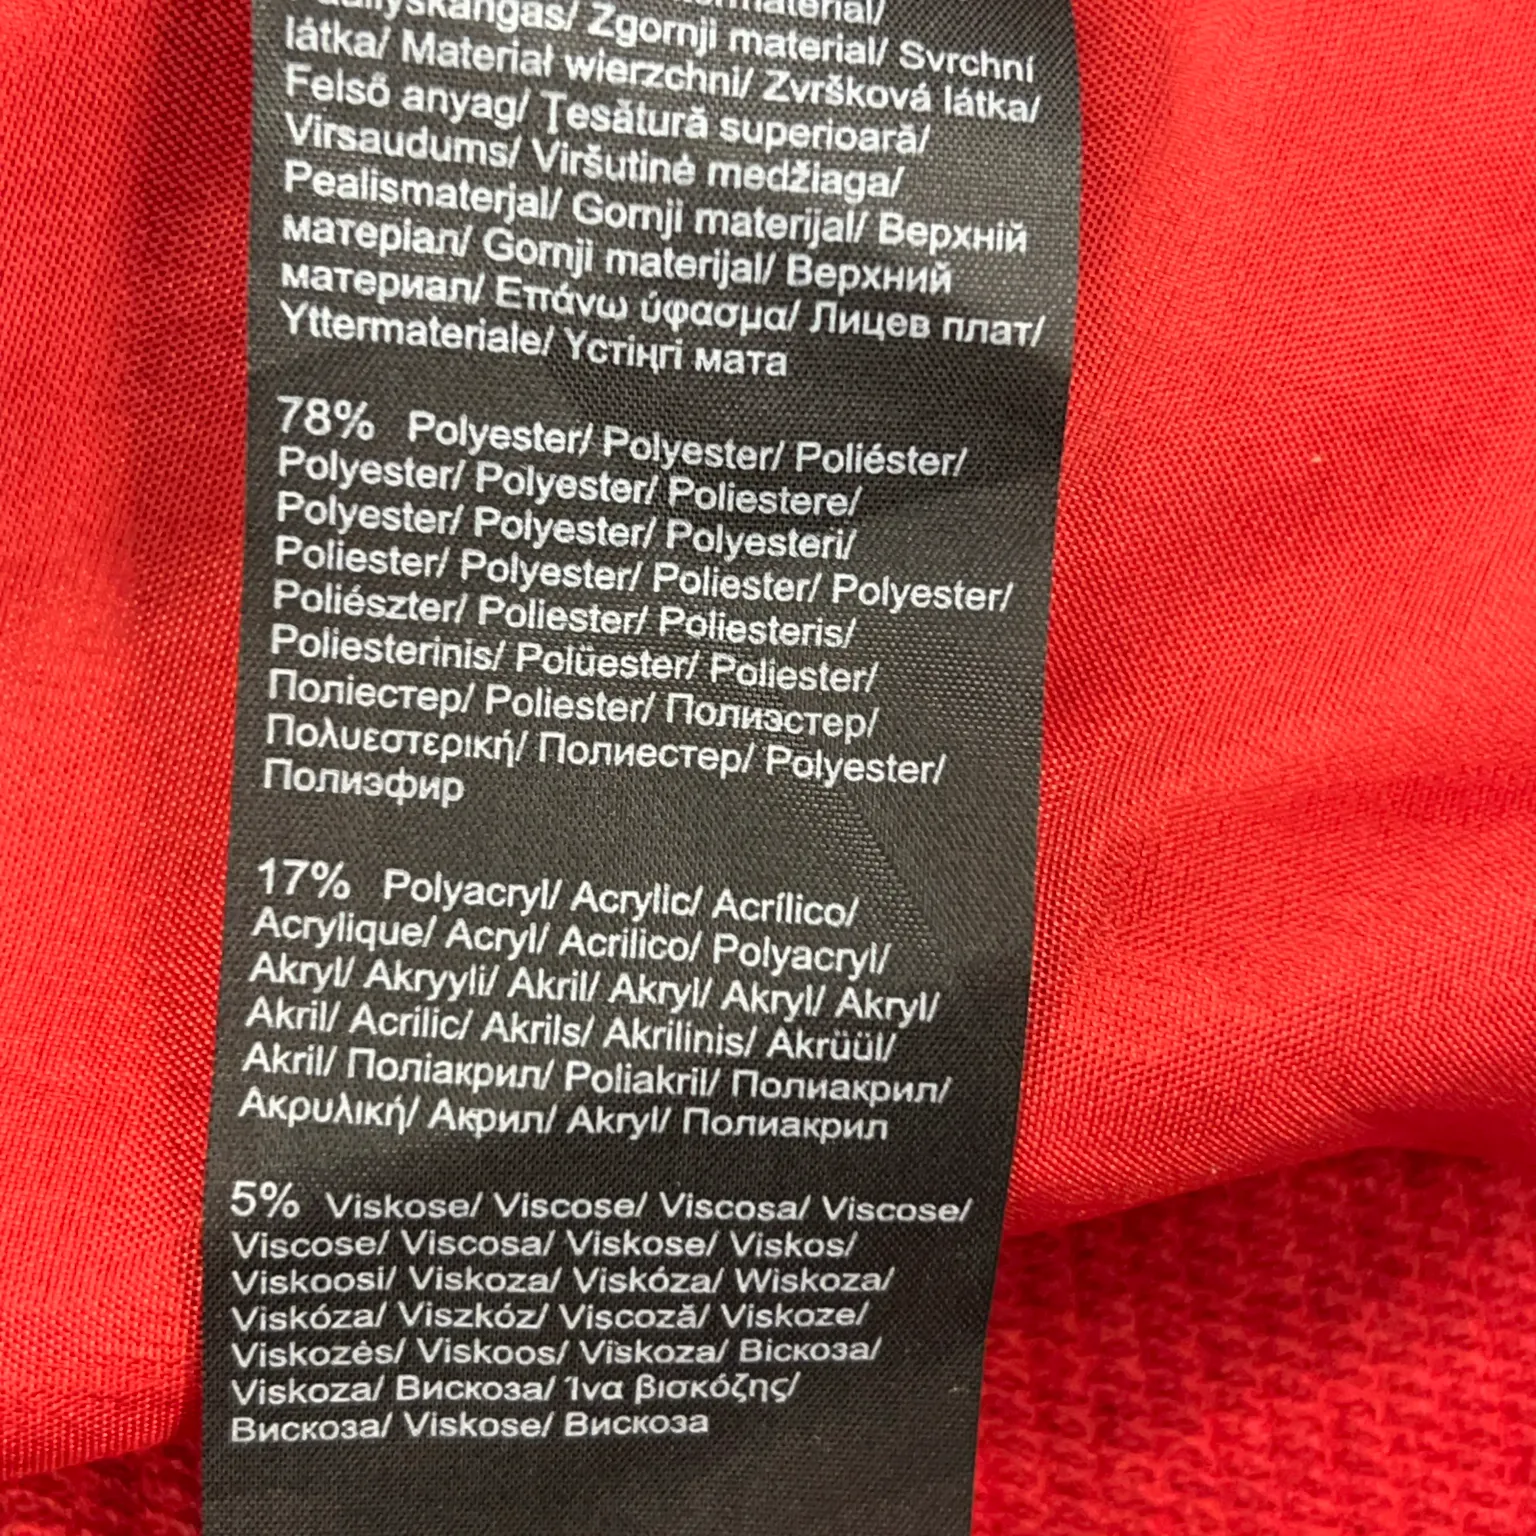 Zgornji material/ Svrchní
látka/ Materiał wierzchni/ Zvršková látka/
Felső anyag/ Ţesătură superioară/
Virsaudums/ Viršutinė medžiaga/
Pealismaterjal/ Gornji materijal/ Верхній
матеріал/ Gornji materijal/ Верхний
материал/ Επάνω ύφασμα/ Лицев плат/
Yttermateriale/ Үстіңгі мата
78% Polyester/ Polyester/ Poliéster/
Polyester/ Polyester/ Poliestere/
Polyester/ Polyester/ Polyesteri/
Poliester/ Polyester/ Poliester/ Polyester/
Poliészter/ Poliester/ Poliesteris/
Poliesterinis/ Polüester/ Poliester/
Поліестер/ Poliester/ Полиэстер/
Πολυεστερική/ Полиестер/ Polyester/
Полиэфир
17% Polyacryl/ Acrylic/ Acrílico/
Acrylique/ Acryl/ Acrilico/ Polyacryl/
Akryl/ Akryyli/ Akril/ Akryl/ Akryl/ Akryl/
Akril/ Acrilic/ Akrils/ Akrilinis/ Akrüül/
Akril/ Поліакрил/ Poliakril/ Полиакрил/
Ακρυλική/ Акрил/ Akryl/ Полиакрил
5% Viskose/ Viscose/ Viscosa/ Viscose/
Viscose/ Viscosa/ Viskose/ Viskos/
Viskoosi/ Viskoza/ Viskóza/ Wiskoza/
Viskóza/ Viszkóz/ Viscoză/ Viskoze/
Viskozės/ Viskoos/ Viskoza/ Віскоза/
Viskoza/ Вискоза/ Ίνα βισκόζης/
Вискоза/ Viskose/ Вискоза